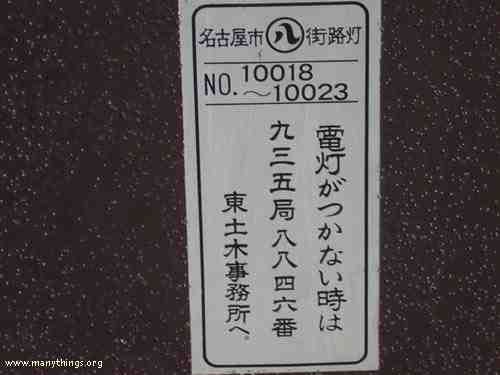 名古屋市 八 街路灯
NO. 10018
～10023
電灯がつかない時は
九三五局八八四六番
東土木事務所へ。
www.manythings.org